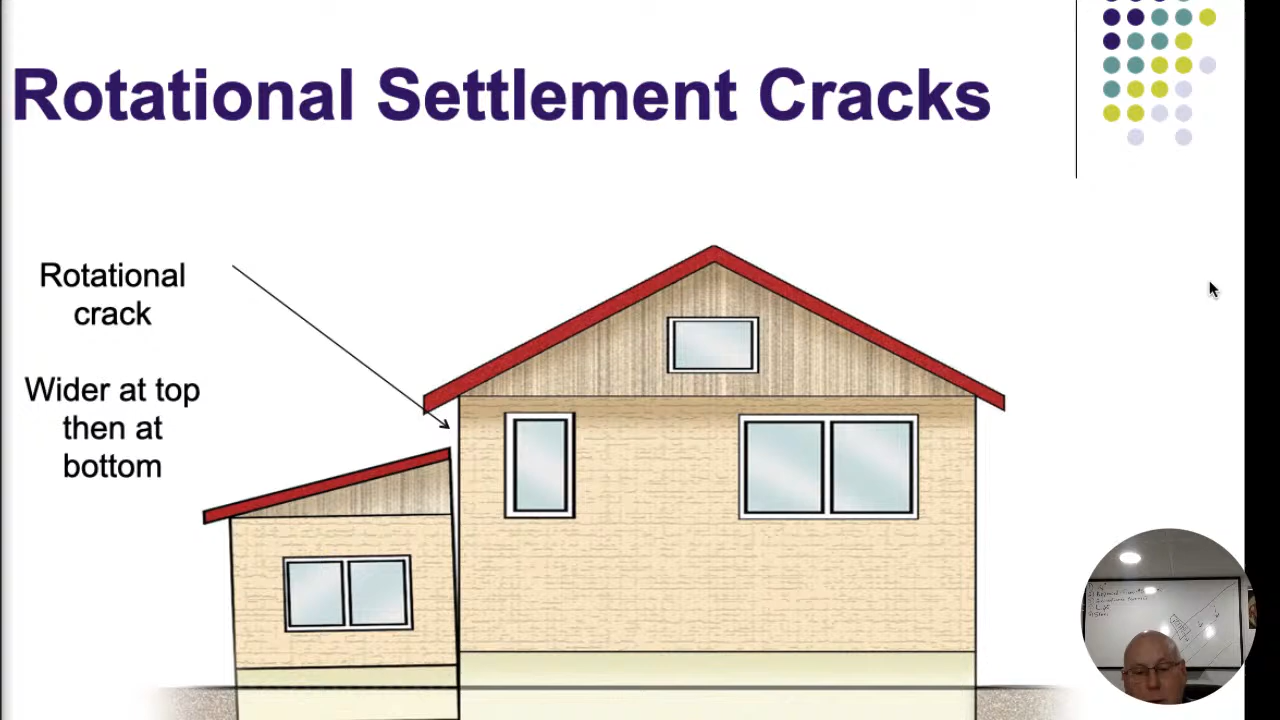 Rotational Settlement Cracks
Rotational
crack
Wider at top
then at
bottom